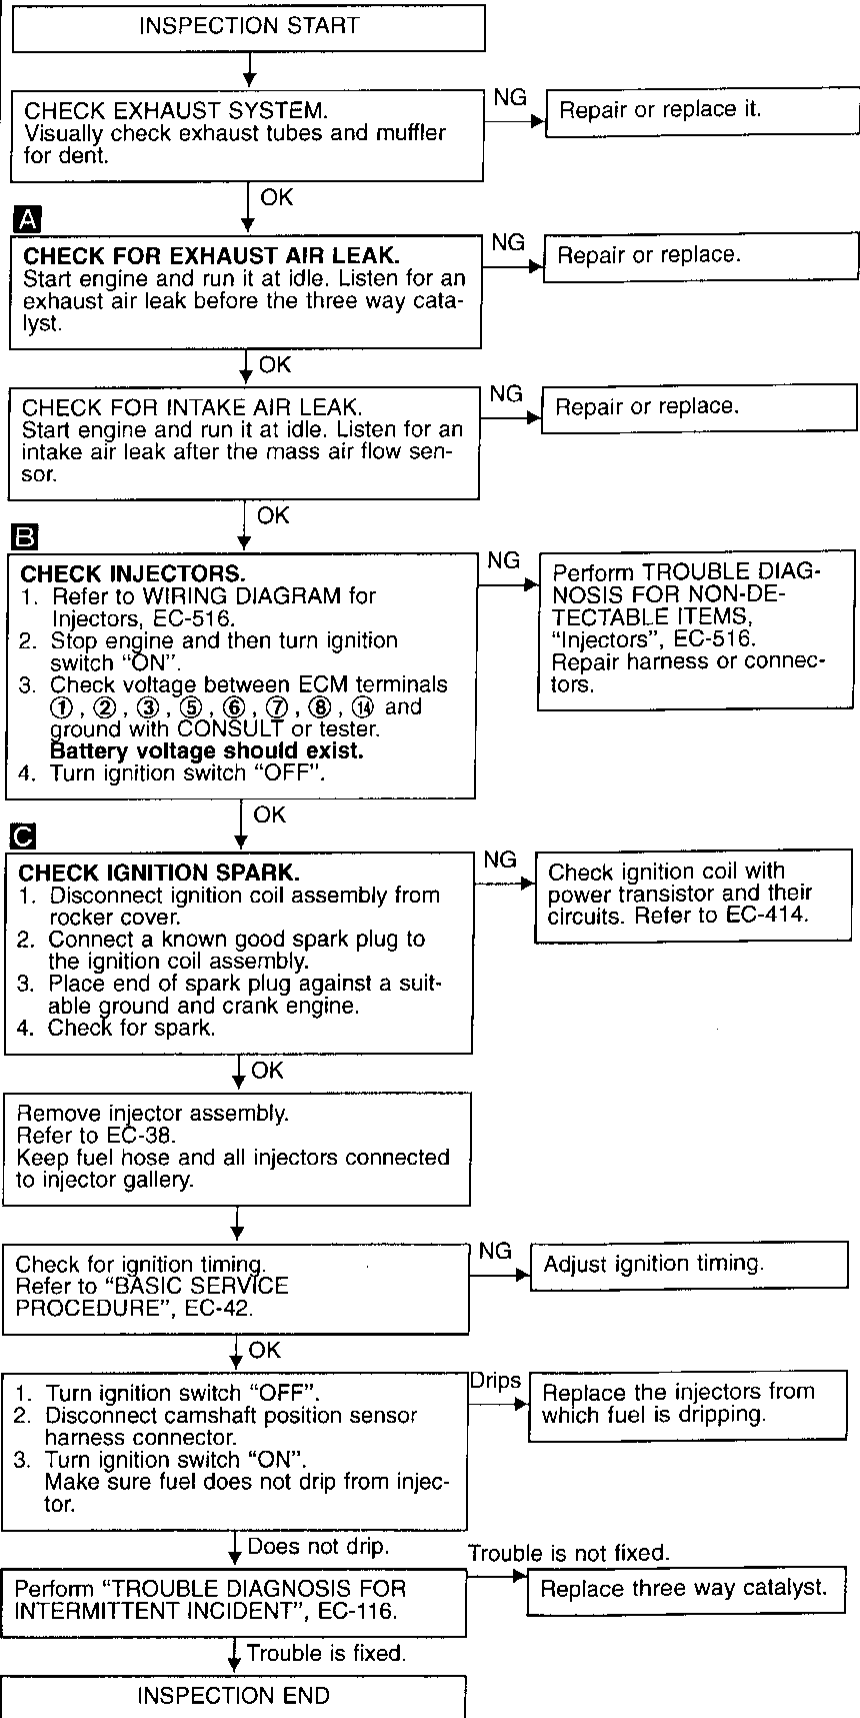 INSPECTION START
CHECK EXHAUST SYSTEM.
Visually check exhaust tubes and muffler
for dent.
NG
Repair or replace it.
OK
A
CHECK FOR EXHAUST AIR LEAK.
Start engine and run it at idle. Listen for an
exhaust air leak before the three way cata-
lyst.
NG
Repair or replace.
OK
CHECK FOR INTAKE AIR LEAK.
Start engine and run it at idle. Listen for an
intake air leak after the mass air flow sen-
sor.
NG
Repair or replace.
OK
B
CHECK INJECTORS.
1. Refer to WIRING DIAGRAM for
Injectors, EC-516.
2. Stop engine and then turn ignition
switch “ON”.
3. Check voltage between ECM terminals
①, ②, ③, ⑤, ⑥, ⑦, ⑧, ⑭ and
ground with CONSULT or tester.
Battery voltage should exist.
4. Turn ignition switch “OFF”.
NG
Perform TROUBLE DIAG-
NOSIS FOR NON-DE-
TECTABLE ITEMS,
“Injectors”, EC-516.
Repair harness or connec-
tors.
OK
C
CHECK IGNITION SPARK.
1. Disconnect ignition coil assembly from
rocker cover.
2. Connect a known good spark plug to
the ignition coil assembly.
3. Place end of spark plug against a suit-
able ground and crank engine.
4. Check for spark.
NG
Check ignition coil with
power transistor and their
circuits. Refer to EC-414.
OK
Remove injector assembly.
Refer to EC-38.
Keep fuel hose and all injectors connected
to injector gallery.
Check for ignition timing.
Refer to “BASIC SERVICE
PROCEDURE”, EC-42.
NG
Adjust ignition timing.
OK
1. Turn ignition switch “OFF”.
2. Disconnect camshaft position sensor
harness connector.
3. Turn ignition switch “ON”.
Make sure fuel does not drip from injec-
tor.
Drips
Replace the injectors from
which fuel is dripping.
Does not drip.
Perform “TROUBLE DIAGNOSIS FOR
INTERMITTENT INCIDENT”, EC-116.
Trouble is not fixed.
Replace three way catalyst.
Trouble is fixed.
INSPECTION END